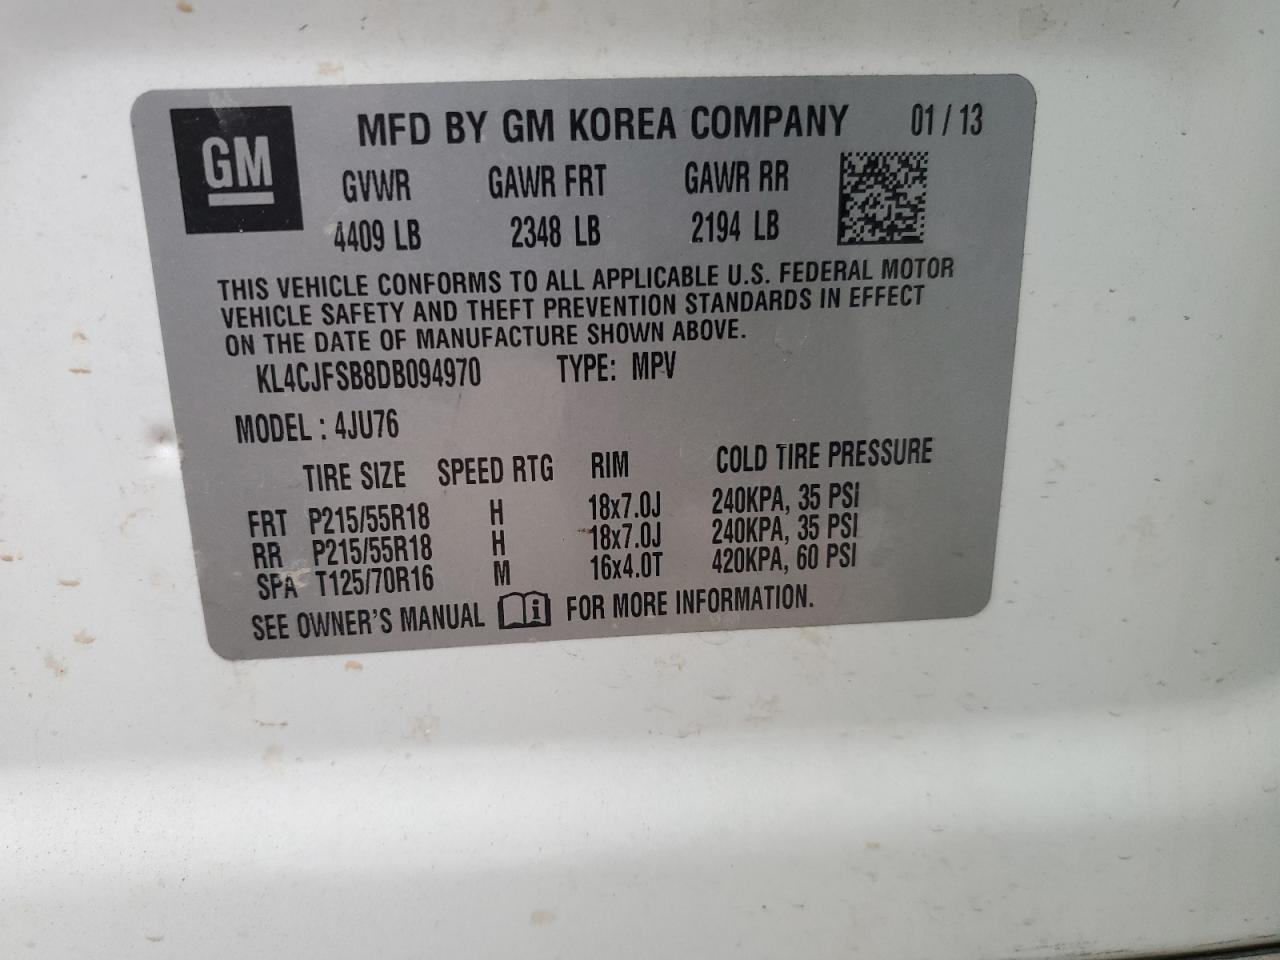 GM
MFD BY GM KOREA COMPANY 01 / 13
GVWR GAWR FRT GAWR RR
4409 LB 2348 LB 2194 LB
THIS VEHICLE CONFORMS TO ALL APPLICABLE U.S. FEDERAL MOTOR
VEHICLE SAFETY AND THEFT PREVENTION STANDARDS IN EFFECT
ON THE DATE OF MANUFACTURE SHOWN ABOVE.
KL4CJFSB8DB094970 TYPE: MPV
MODEL : 4JU76
TIRE SIZE SPEED RTG RIM COLD TIRE PRESSURE
FRT P215/55R18 H 18x7.0J 240KPA, 35 PSI
RR P215/55R18 H 18x7.0J 240KPA, 35 PSI
SPA T125/70R16 M 16x4.0T 420KPA, 60 PSI
SEE OWNER'S MANUAL i FOR MORE INFORMATION.